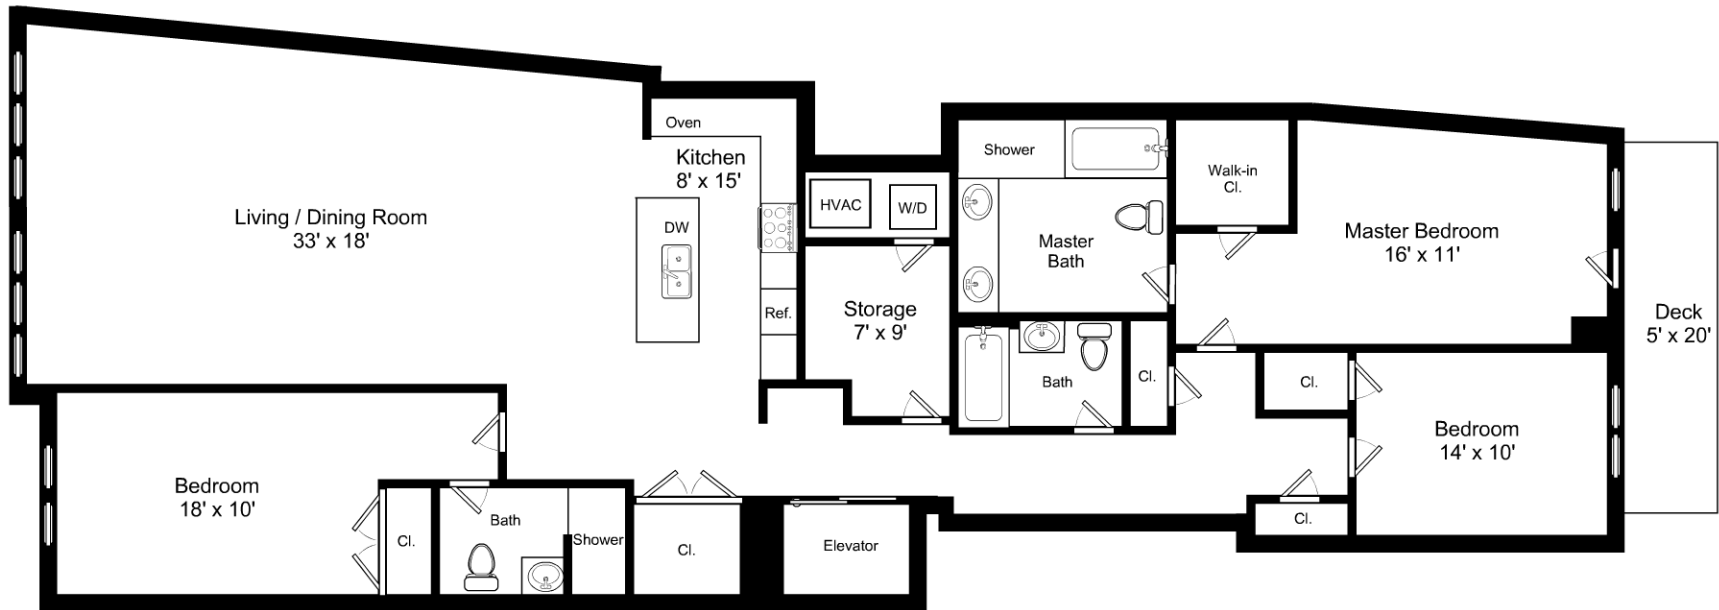 Oven
Kitchen
8' x 15'
Living / Dining Room
33' x 18'
DW
Ref.
HVAC
W/D
Storage
7' x 9'
Shower
Master
Bath
Walk-in
Cl.
Master Bedroom
16' x 11'
Deck
5' x 20'
Bath
Cl.
Cl.
Bedroom
14' x 10'
Cl.
Bedroom
18' x 10'
Cl.
Bath
Shower
Cl.
Elevator